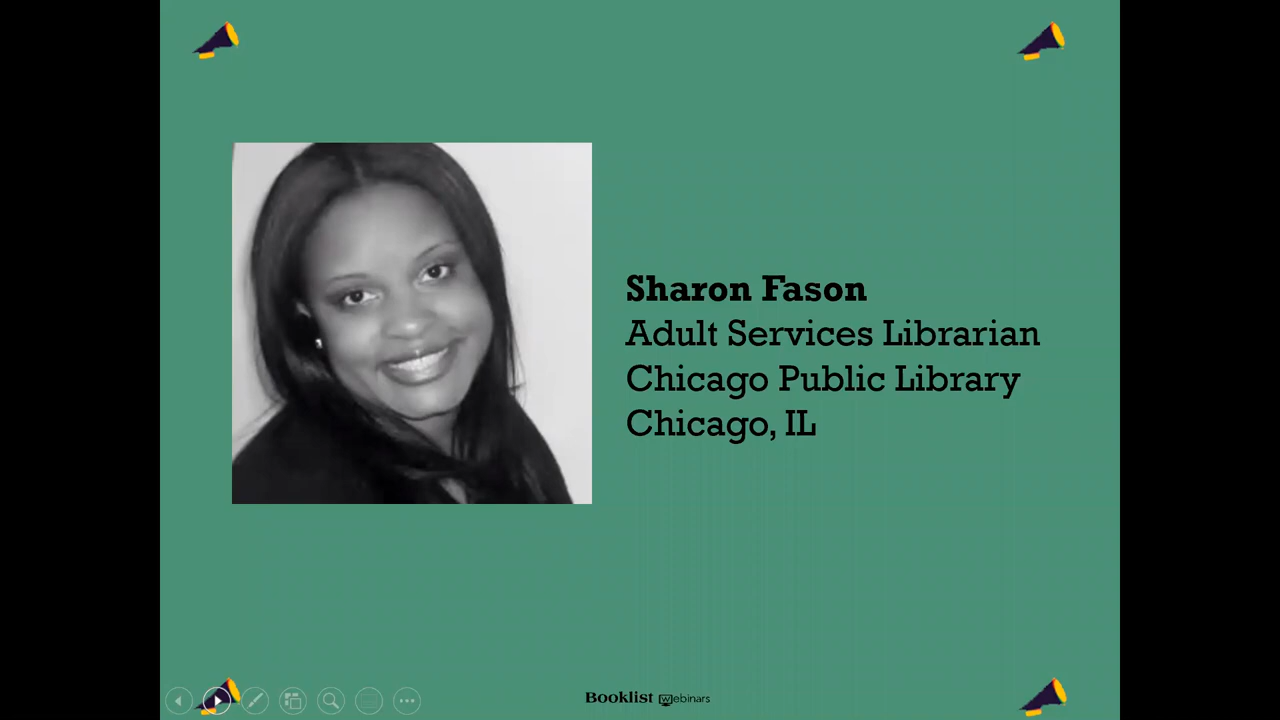 Sharon Fason
Adult Services Librarian
Chicago Public Library
Chicago, IL
Booklist Webinars